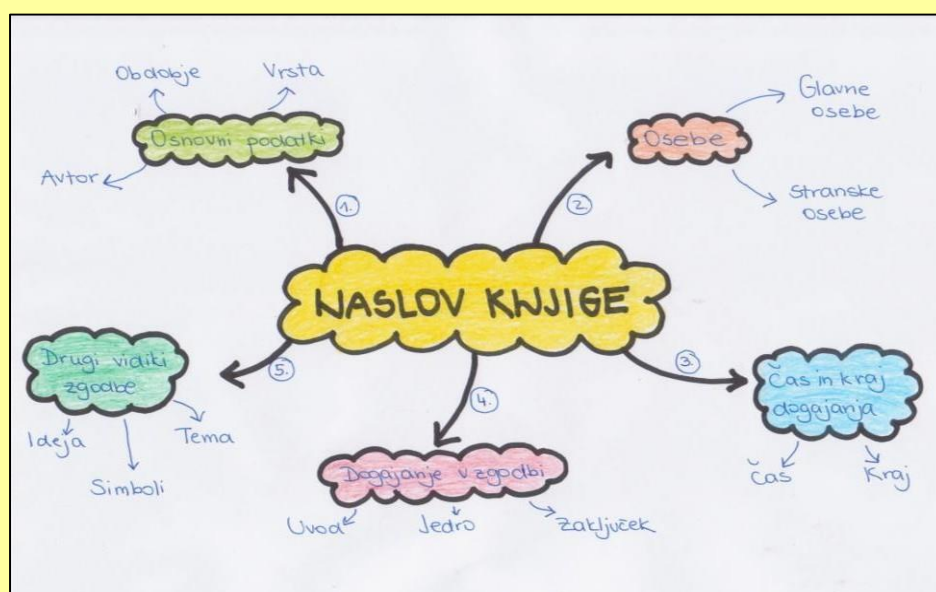 NASLOV KNJIGE
1.
Osnovni podatki
Obdobje
Vrsta
Avtor
2.
Osebe
Glavne
osebe
Stranske
osebe
3.
Čas in kraj
dogajanja
Čas
Kraj
4.
Dogajanje v zgodbi
Uvod
Jedro
Zaključek
5.
Drugi vidiki
zgodbe
Ideja
Simboli
Tema